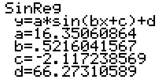 SinReg
y=a*sin(bx+c)+d
a=16.35060864
b=.5216041567
c=-2.117238569
d=66.27310589